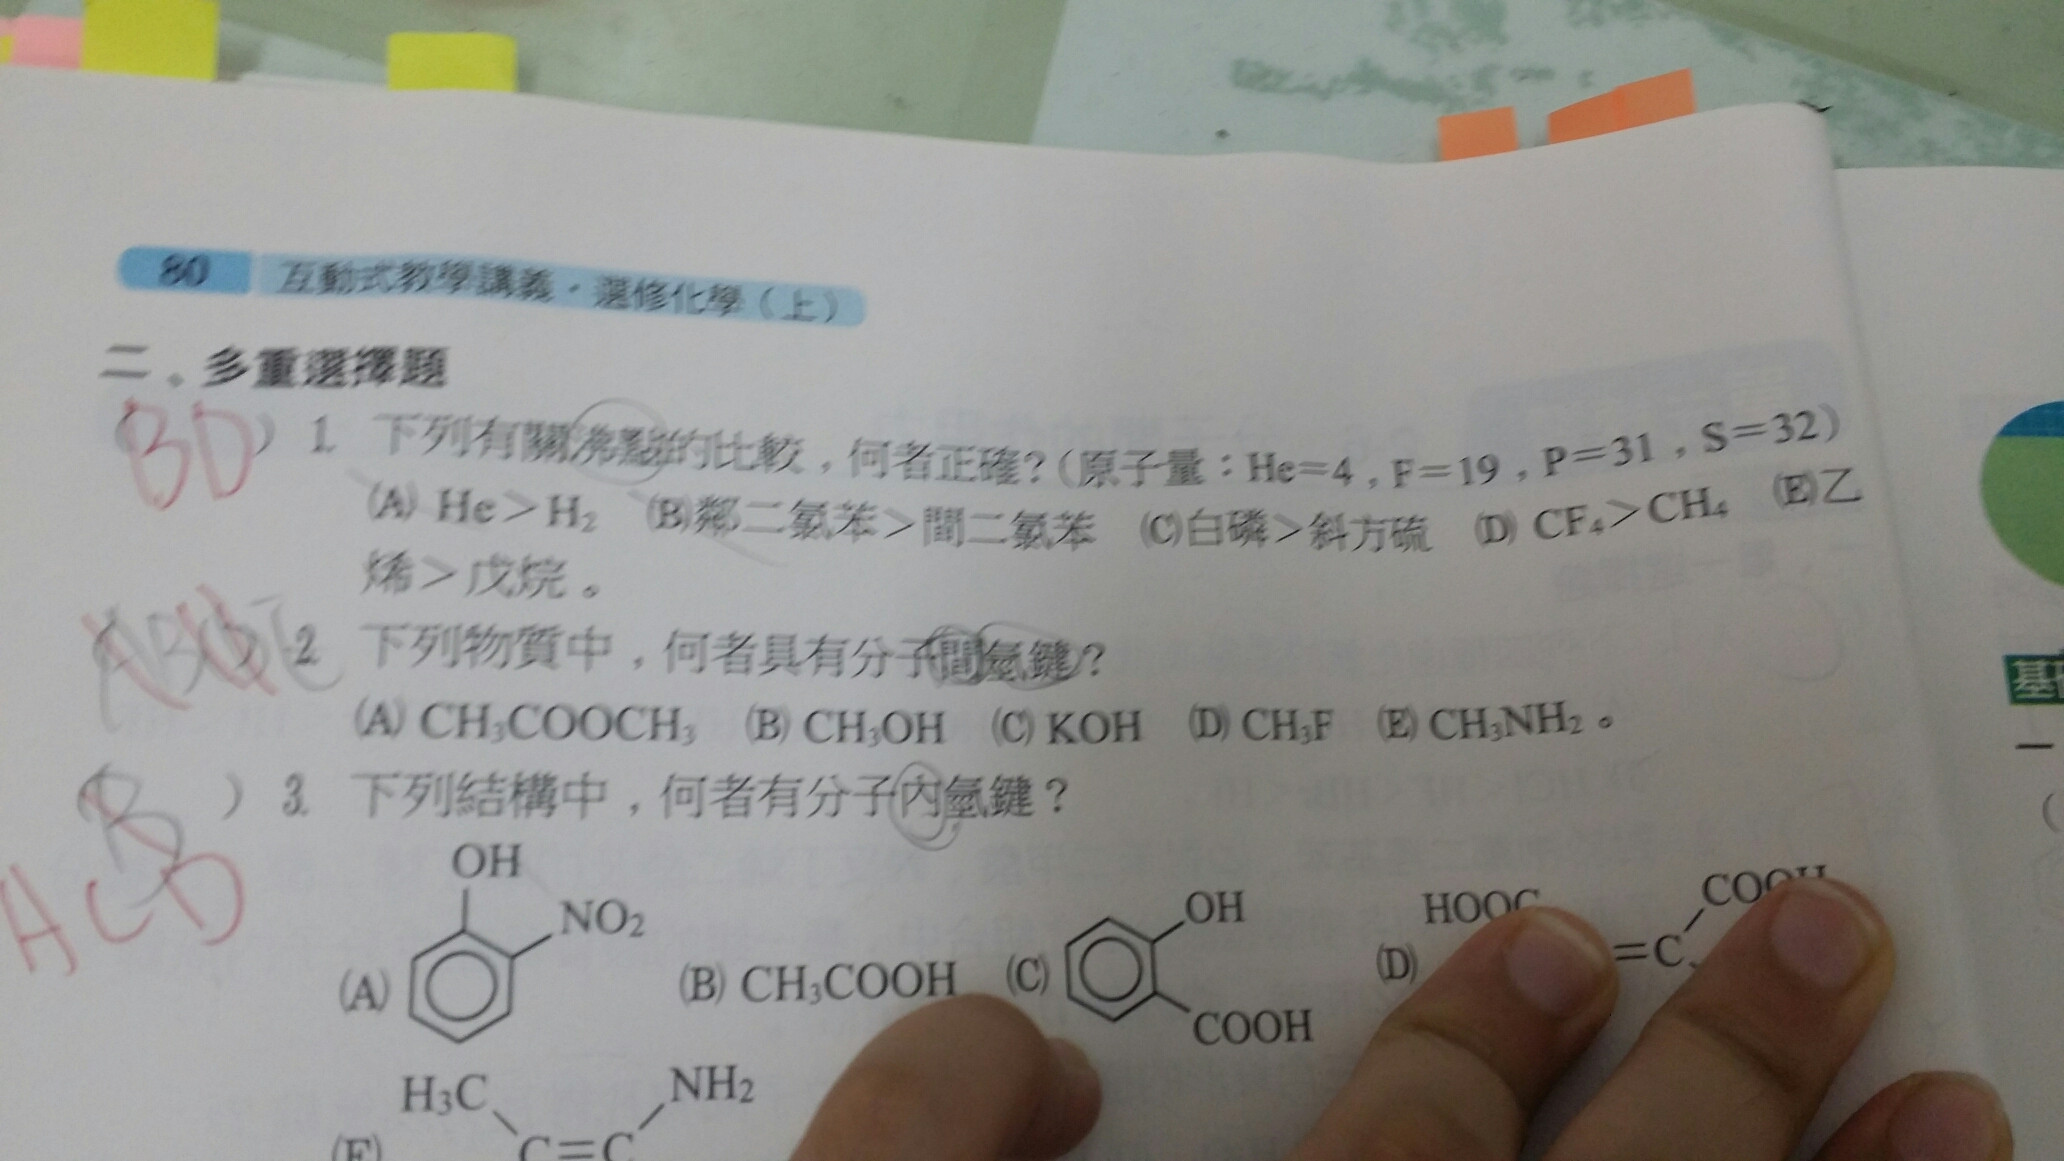 80 互動式教學講義・選修化學(上)
二、多重選擇題
BD ) 1. 下列有關沸點的比較,何者正確?(原子量:He=4,F=19,P=31,S=32)
(A) He>H₂ (B)鄰二氯苯>間二氯苯 (C)白磷>斜方硫 (D) CF₄>CH₄ (E)乙
烯>戊烷。
2. 下列物質中,何者具有分子間氫鍵?
(A) CH₃COOCH₃ (B) CH₃OH (C) KOH (D) CH₃F (E) CH₃NH₂。
B ) 3. 下列結構中,何者有分子內氫鍵?
ACD
(A) OH NO₂ (B) CH₃COOH (C) OH COOH (D) HOOC =C COOH
(E) H₃C C=C NH₂
基
一
(